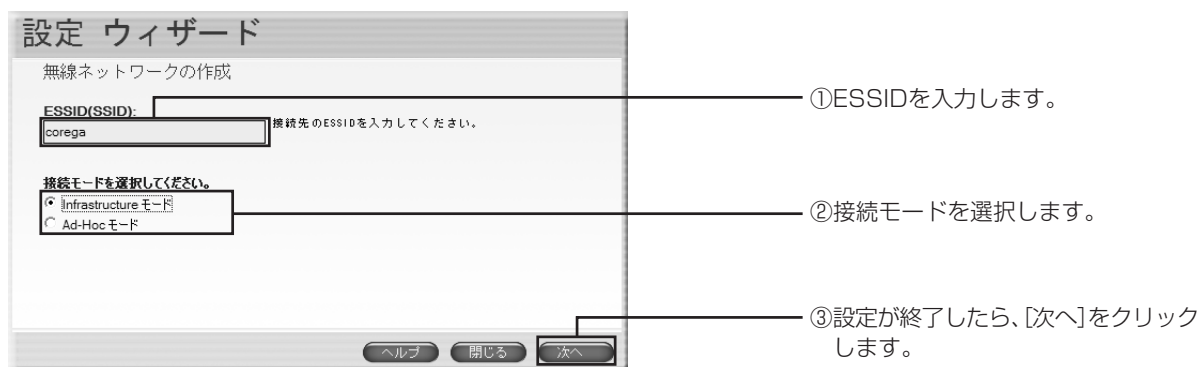 設定 ウィザード
無線ネットワークの作成
ESSID(SSID):
corega
接続先のESSIDを入力してください。
接続モードを選択してください。
Infrastructure モード
Ad-Hoc モード
ヘルプ 閉じる 次へ
①ESSIDを入力します。
②接続モードを選択します。
③設定が終了したら、[次へ]をクリック
します。